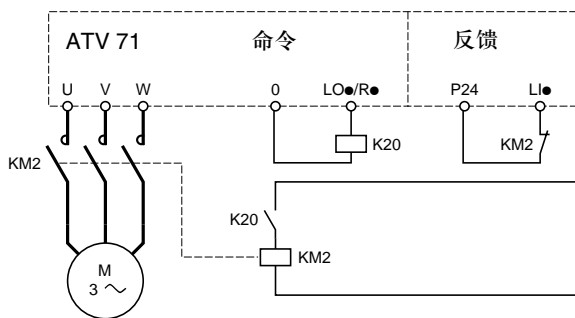 ATV 71 命令 反馈
U V W 0 LO●/R● P24 LI●
KM2 K20 KM2
K20
KM2
M
3 ~